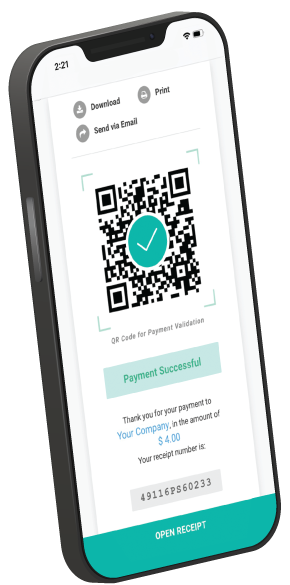 2:21
Download
Print
Send via Email
QR Code for Payment Validation
Payment Successful
Thank you for your payment to
Your Company, in the amount of
$ 4.00
Your receipt number is:
49116PS60233
OPEN RECEIPT